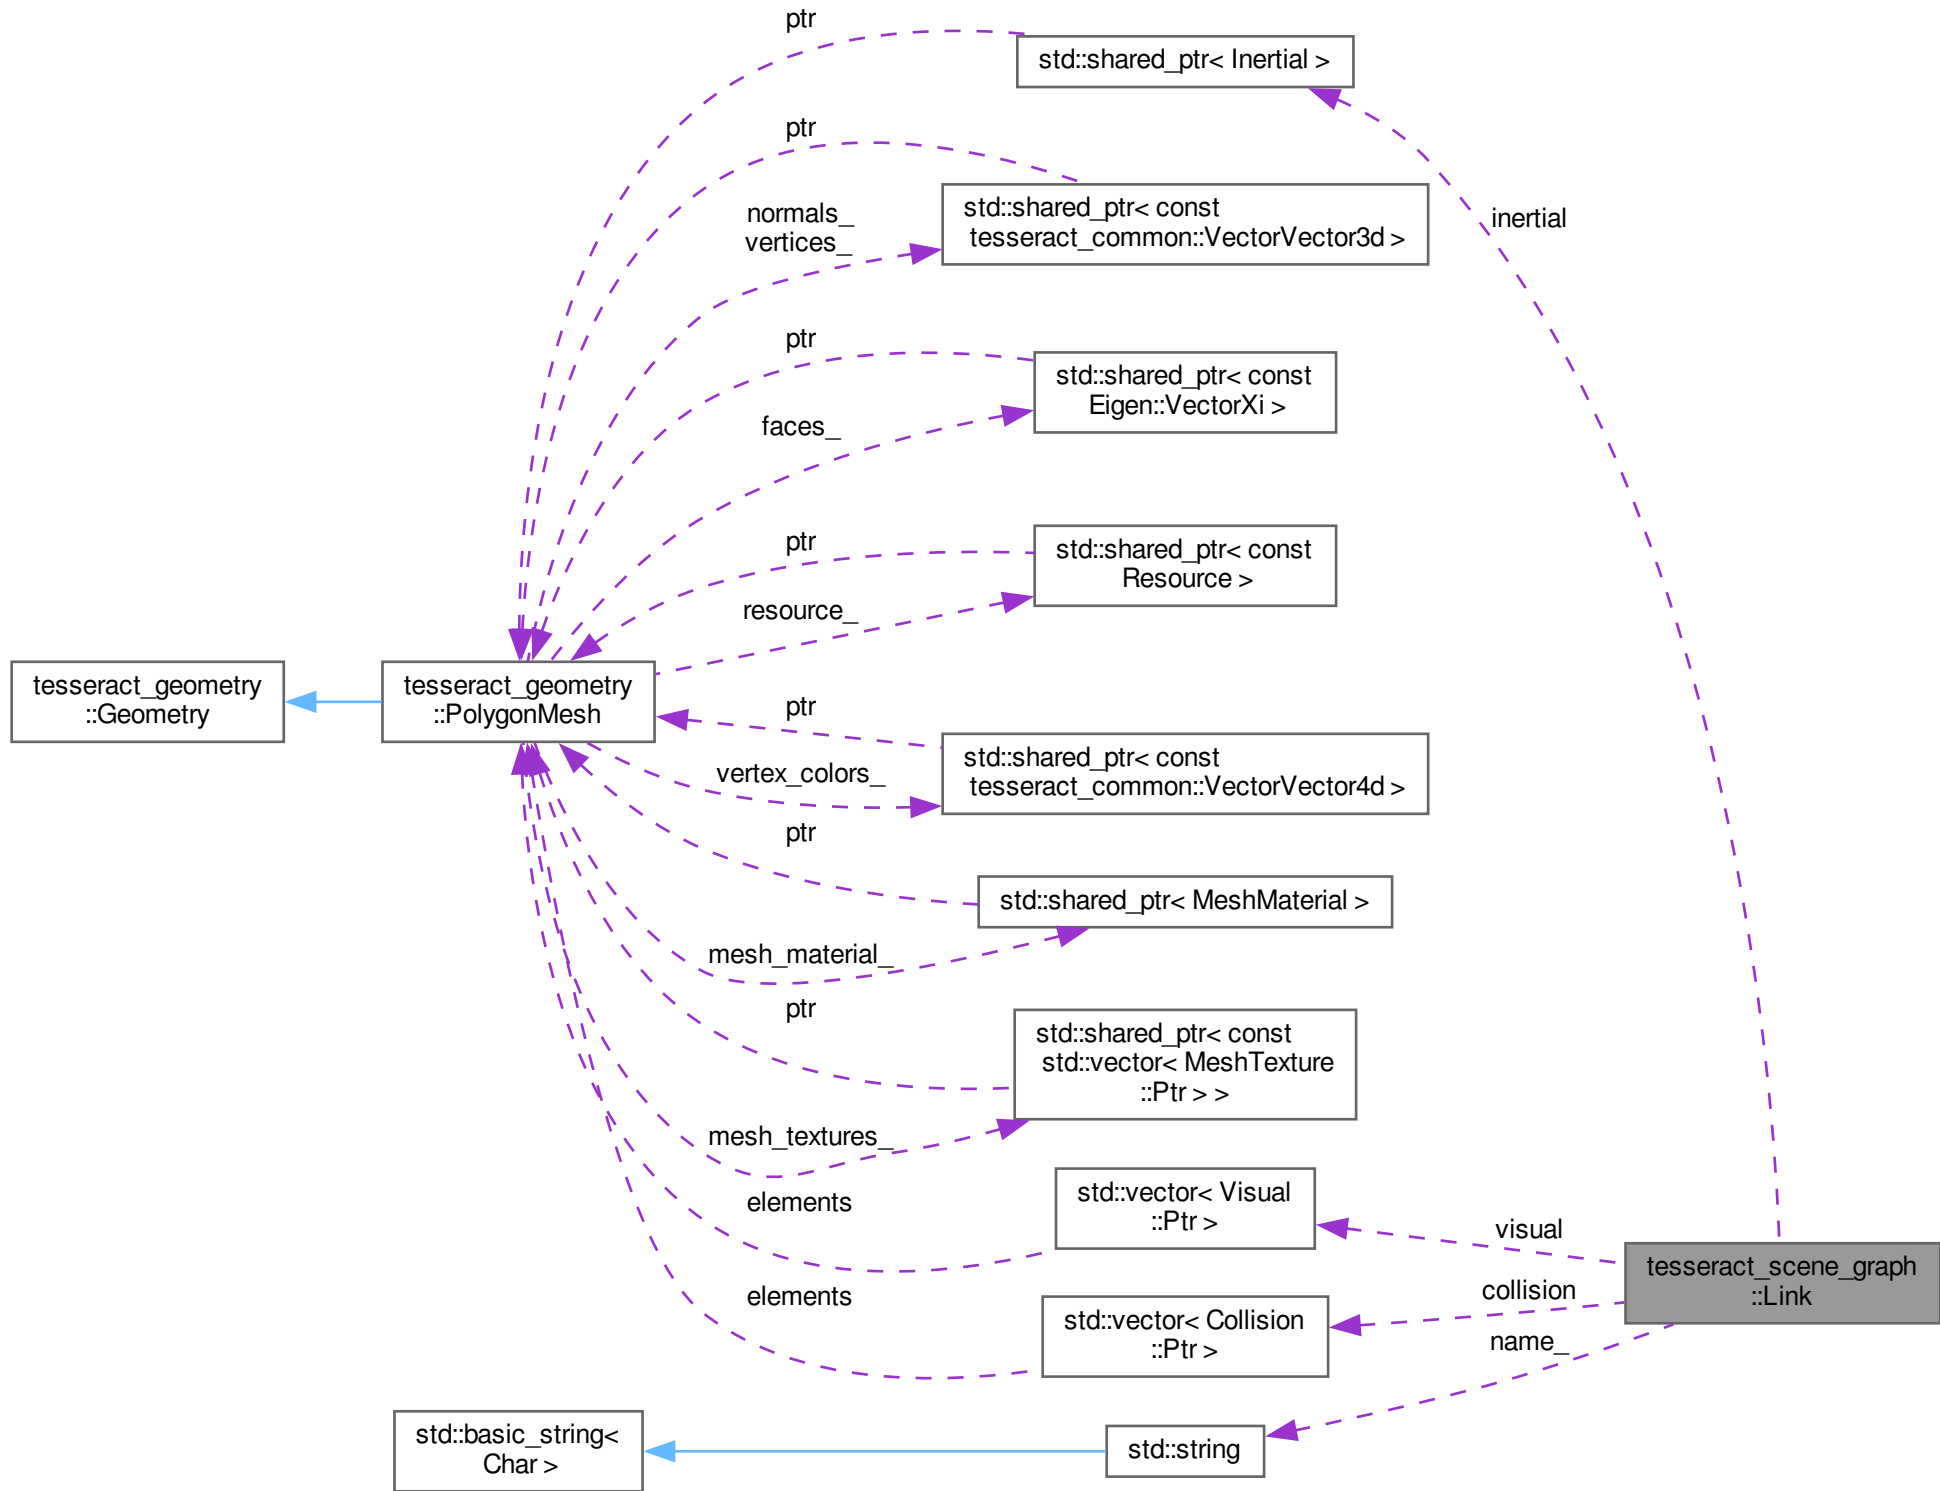 ptr
std::shared_ptr< Inertial >
ptr
std::shared_ptr< const
tesseract_common::VectorVector3d >
normals_
vertices_
inertial
ptr
std::shared_ptr< const
Eigen::VectorXi >
faces_
ptr
std::shared_ptr< const
Resource >
resource_
tesseract_geometry
::Geometry
tesseract_geometry
::PolygonMesh
ptr
std::shared_ptr< const
tesseract_common::VectorVector4d >
vertex_colors_
ptr
std::shared_ptr< MeshMaterial >
mesh_material_
ptr
std::shared_ptr< const
std::vector< MeshTexture
::Ptr > >
mesh_textures_
elements
std::vector< Visual
::Ptr >
visual
tesseract_scene_graph
::Link
elements
collision
std::vector< Collision
::Ptr >
name_
std::basic_string<
Char >
std::string